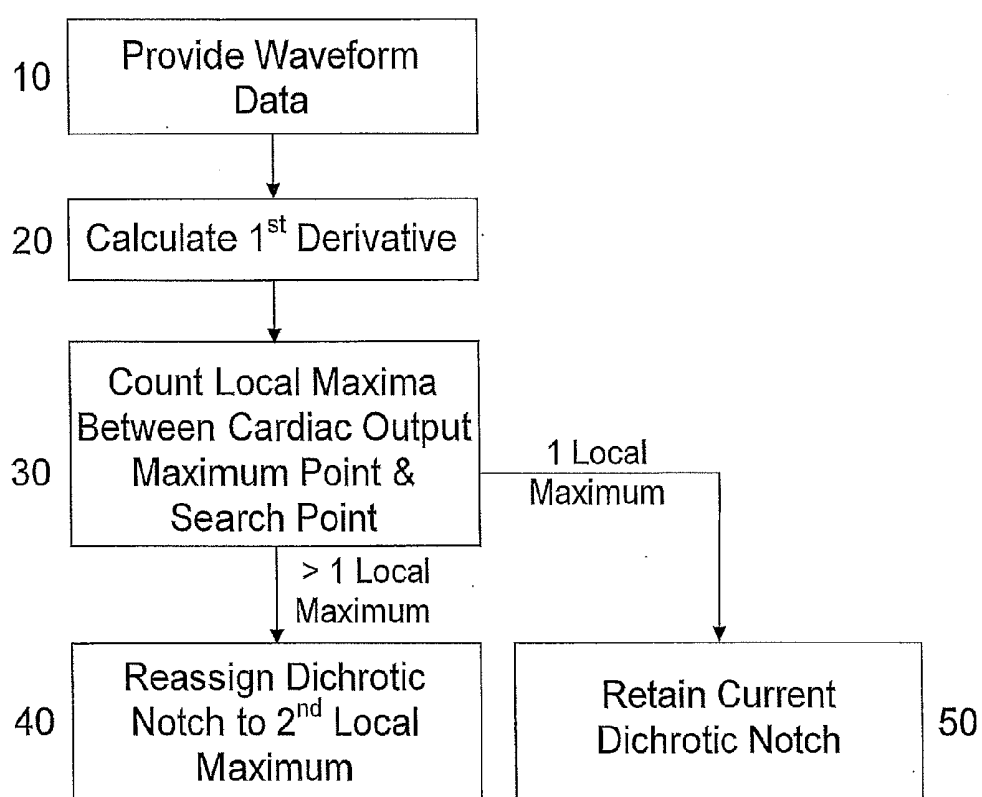 10
Provide Waveform
Data
20
Calculate 1st Derivative
30
Count Local Maxima
Between Cardiac Output
Maximum Point &
Search Point
1 Local
Maximum
> 1 Local
Maximum
40
Reassign Dichrotic
Notch to 2nd Local
Maximum
Retain Current
Dichrotic Notch
50